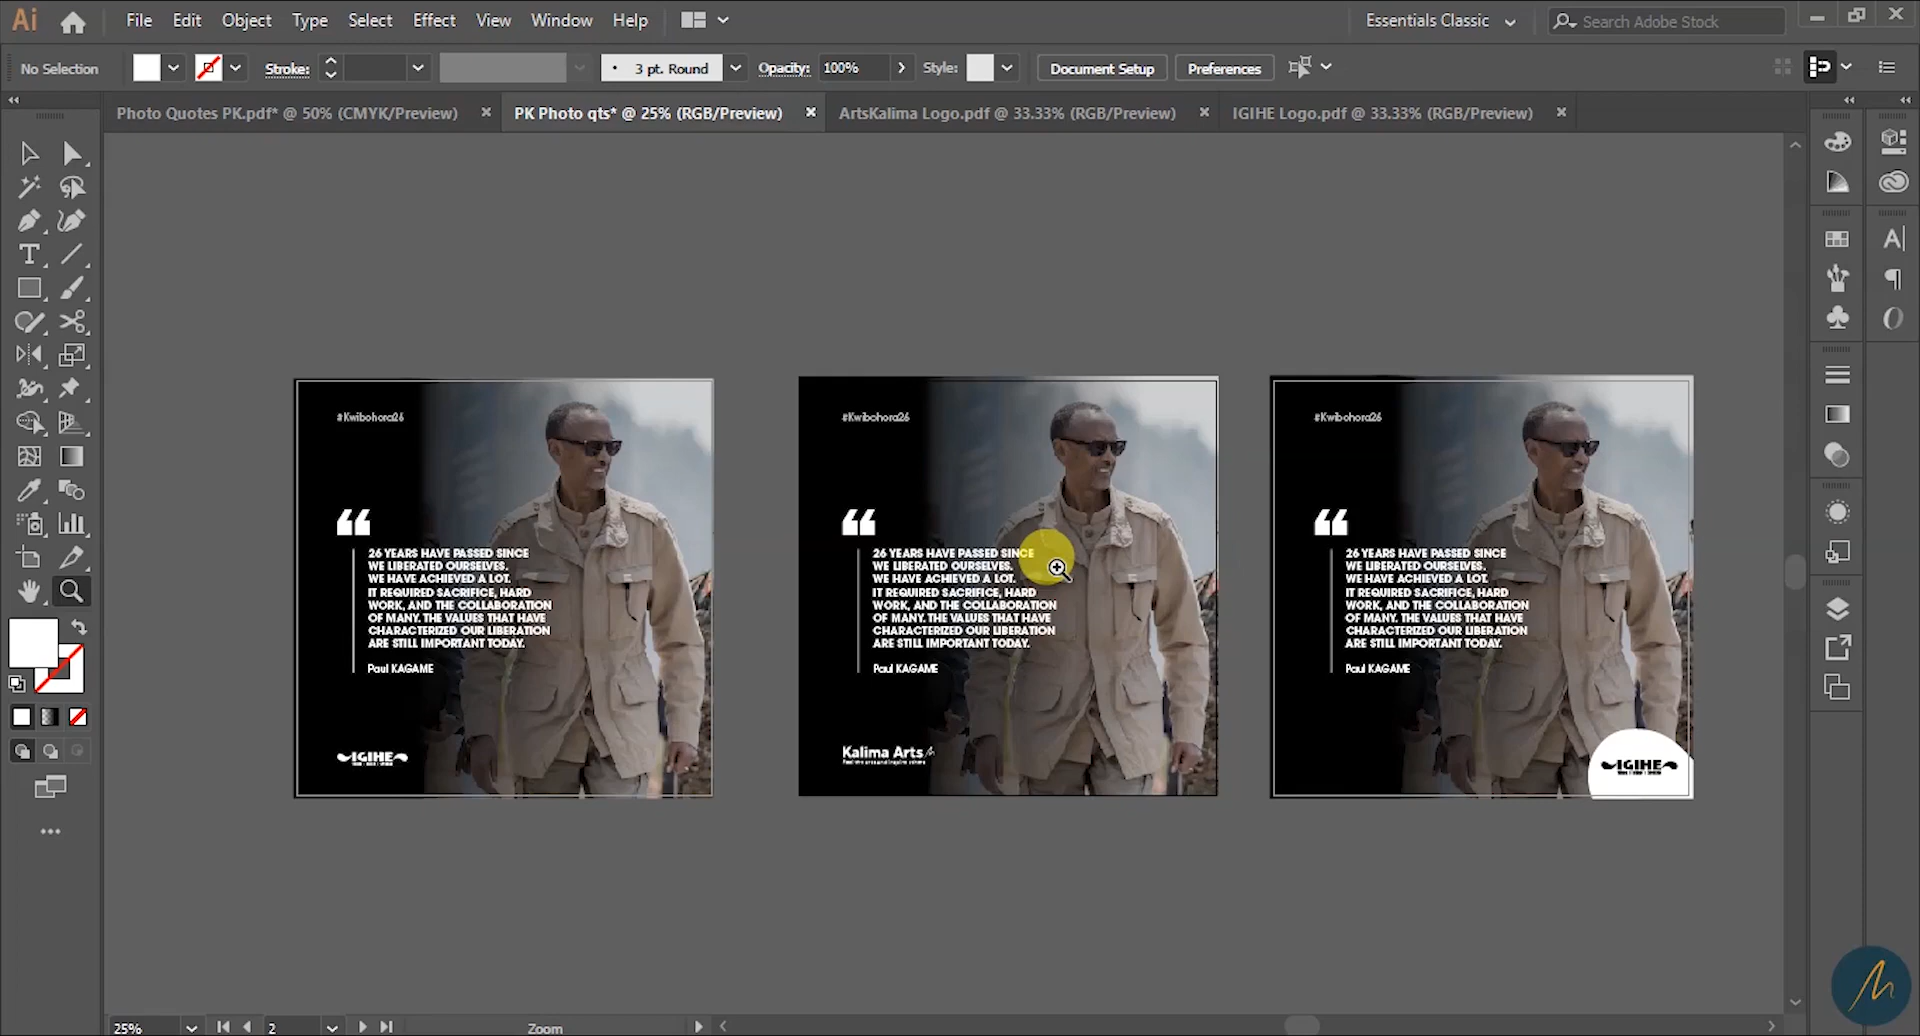 Ai
File Edit Object Type Select Effect View Window Help
Essentials Classic
Search Adobe Stock
No Selection
Stroke:
3 pt. Round
Opacity: 100%
Style:
Document Setup
Preferences
Photo Quotes PK.pdf* @ 50% (CMYK/Preview)
PK Photo qts* @ 25% (RGB/Preview)
ArtsKalima Logo.pdf @ 33.33% (RGB/Preview)
IGIHE Logo.pdf @ 33.33% (RGB/Preview)
#Kwibohora26
26 YEARS HAVE PASSED SINCE
WE LIBERATED OURSELVES.
WE HAVE ACHIEVED A LOT.
IT REQUIRED SACRIFICE, HARD
WORK, AND THE COLLABORATION
OF MANY. THE VALUES THAT HAVE
CHARACTERIZED OUR LIBERATION
ARE STILL IMPORTANT TODAY.
Paul KAGAME
IGIHE
#Kwibohora26
26 YEARS HAVE PASSED SINCE
WE LIBERATED OURSELVES.
WE HAVE ACHIEVED A LOT.
IT REQUIRED SACRIFICE, HARD
WORK, AND THE COLLABORATION
OF MANY. THE VALUES THAT HAVE
CHARACTERIZED OUR LIBERATION
ARE STILL IMPORTANT TODAY.
Paul KAGAME
Kalima Arts
#Kwibohora26
26 YEARS HAVE PASSED SINCE
WE LIBERATED OURSELVES.
WE HAVE ACHIEVED A LOT.
IT REQUIRED SACRIFICE, HARD
WORK, AND THE COLLABORATION
OF MANY. THE VALUES THAT HAVE
CHARACTERIZED OUR LIBERATION
ARE STILL IMPORTANT TODAY.
Paul KAGAME
IGIHE
25%
2
Zoom